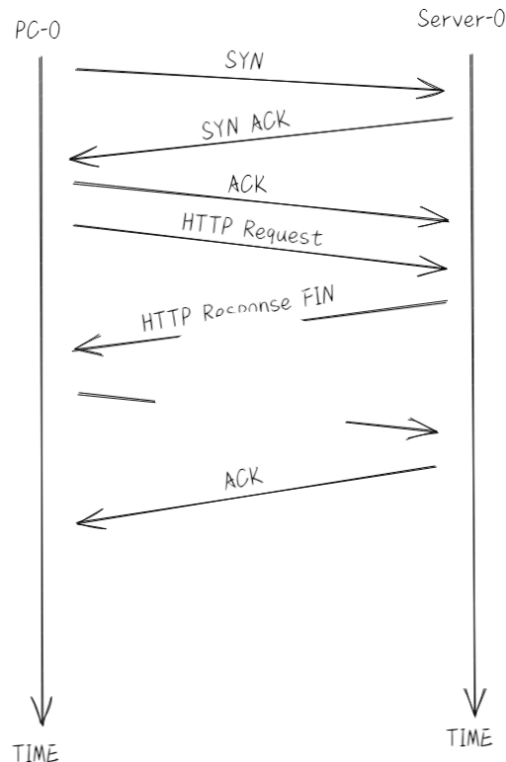 PC-0
Server-0
SYN
SYN ACK
ACK
HTTP Request
HTTP Response FIN
ACK
TIME
TIME